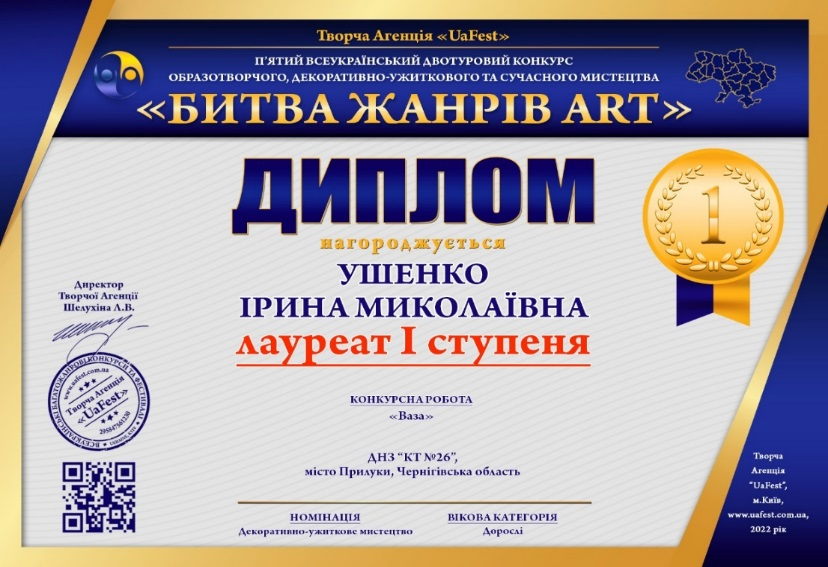 Творча Агенція «UaFest»
П'ЯТИЙ ВСЕУКРАЇНСЬКИЙ ДВОТУРОВИЙ КОНКУРС
ОБРАЗОТВОРЧОГО, ДЕКОРАТИВНО-УЖИТКОВОГО ТА СУЧАСНОГО МИСТЕЦТВА
«БИТВА ЖАНРІВ ART»
ДИПЛОМ
нагороджується
УШЕНКО
ІРИНА МИКОЛАЇВНА
лауреат І ступеня
1
Директор
Творчої Агенції
Шелухіна Л.В.
www.uafest.com.ua
Творча Агенція
«UaFest»
КОНКУРСНА РОБОТА
«Ваза»
ДНЗ "КТ №26",
місто Прилуки, Чернігівська область
НОМІНАЦІЯ
Декоративно-ужиткове мистецтво
ВІКОВА КАТЕГОРІЯ
Дорослі
Творча
Агенція
"UaFest",
м.Київ,
www.uafest.com.ua,
2022 рік